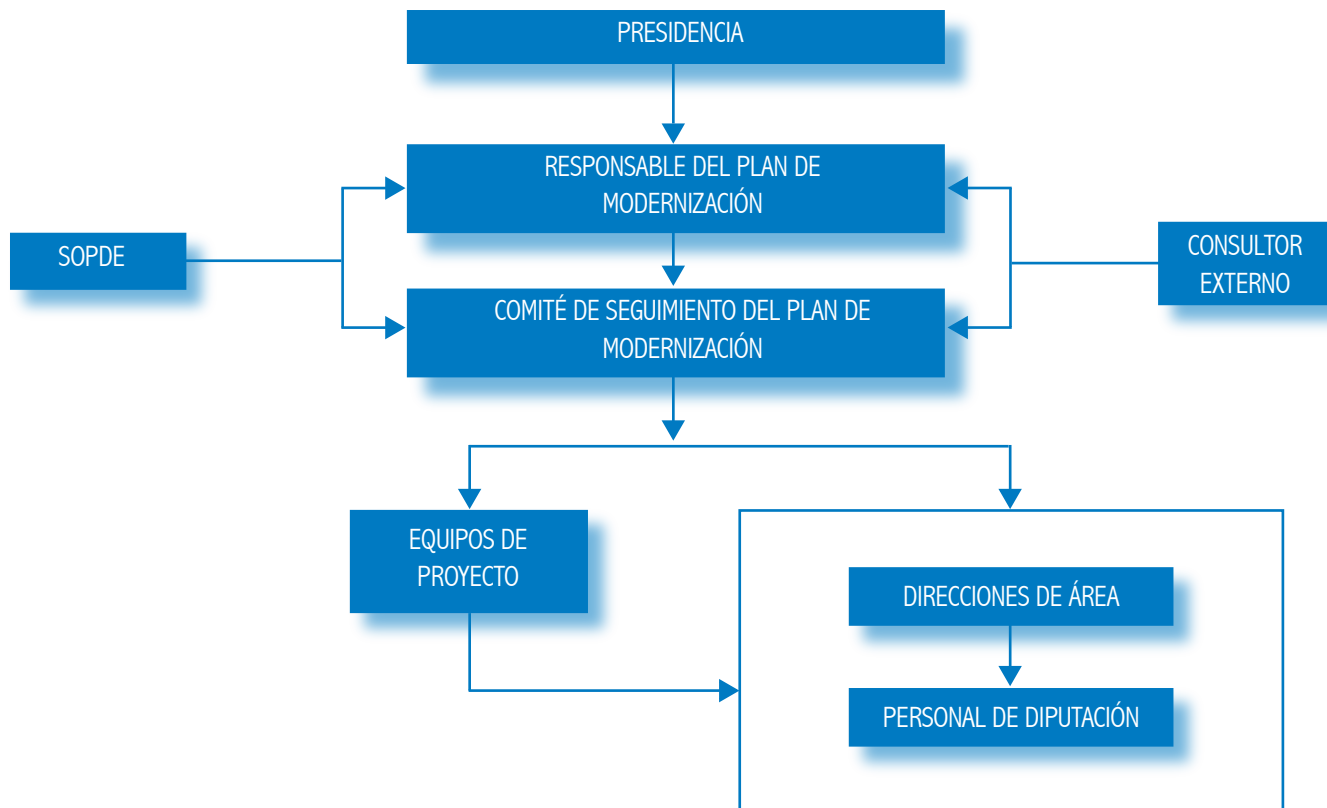 PRESIDENCIA
RESPONSABLE DEL PLAN DE
MODERNIZACIÓN
SOPDE
CONSULTOR
EXTERNO
COMITÉ DE SEGUIMIENTO DEL PLAN DE
MODERNIZACIÓN
EQUIPOS DE
PROYECTO
DIRECCIONES DE ÁREA
PERSONAL DE DIPUTACIÓN